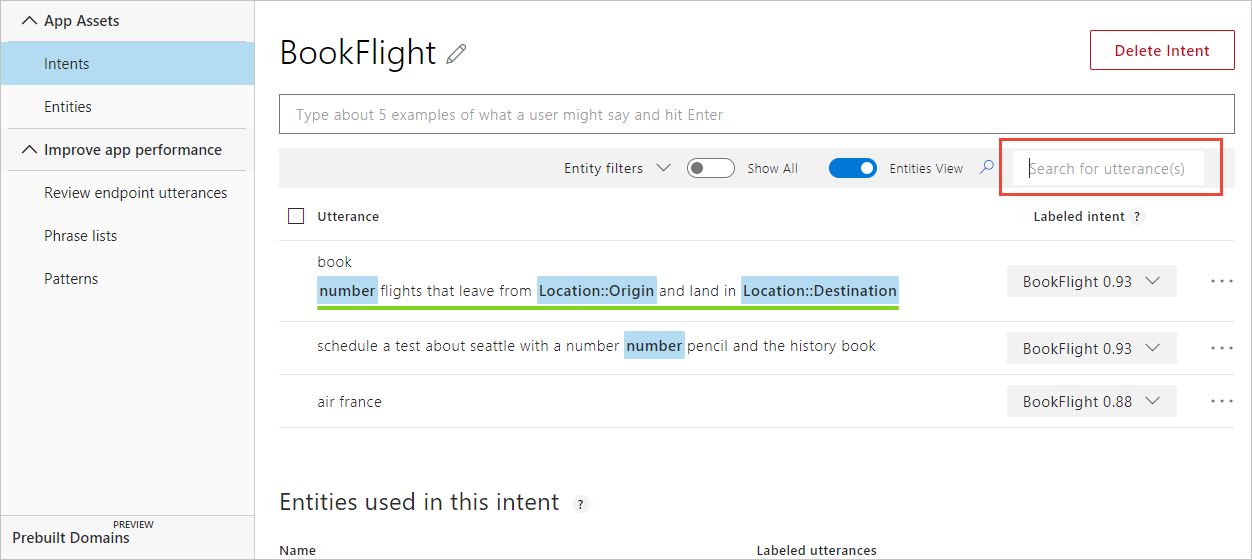 App Assets
Intents
Entities
Improve app performance
Review endpoint utterances
Phrase lists
Patterns
PREVIEW
Prebuilt Domains
BookFlight
Delete Intent
Type about 5 examples of what a user might say and hit Enter
Entity filters Show All Entities View Search for utterance(s)
Utterance Labeled intent ?
book
number flights that leave from Location::Origin and land in Location::Destination BookFlight 0.93 ...
schedule a test about seattle with a number number pencil and the history book BookFlight 0.93 ...
air france BookFlight 0.88 ...
Entities used in this intent ?
Name Labeled utterances